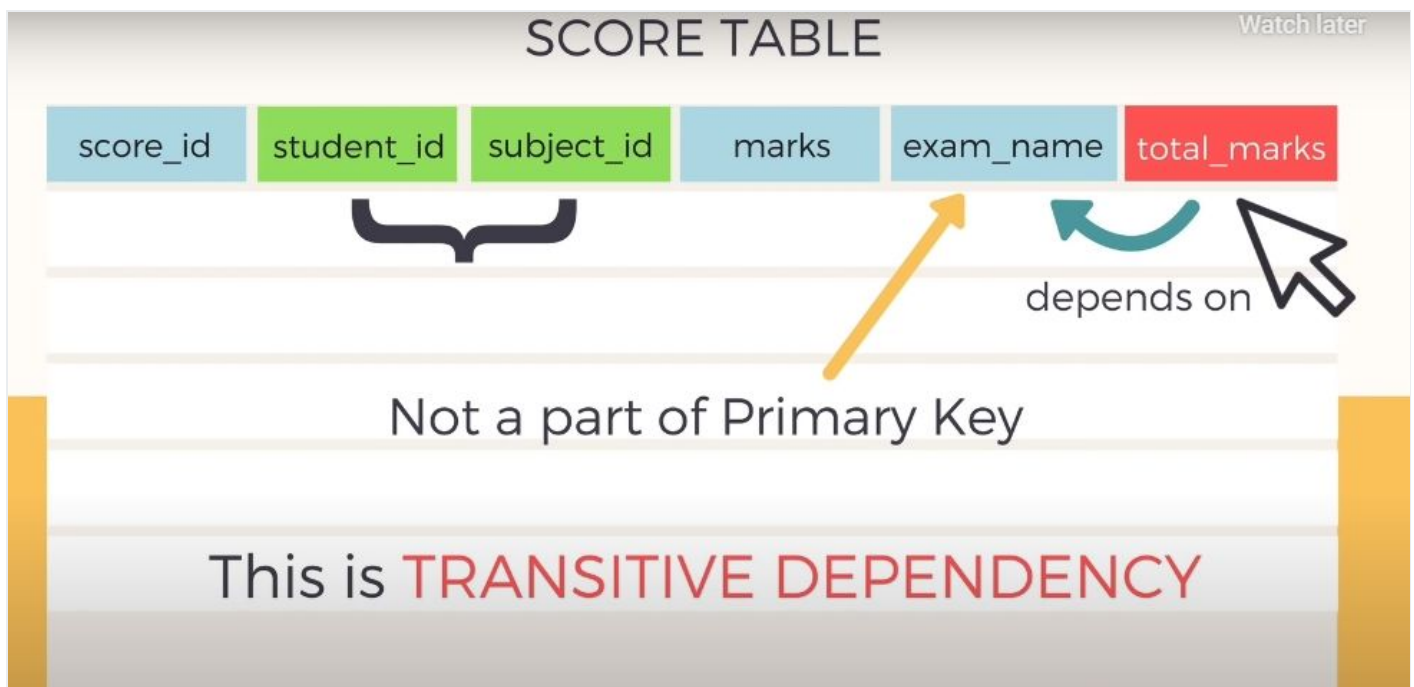 Watch later
SCORE TABLE
score_id student_id subject_id marks exam_name total_marks
depends on
Not a part of Primary Key
This is TRANSITIVE DEPENDENCY